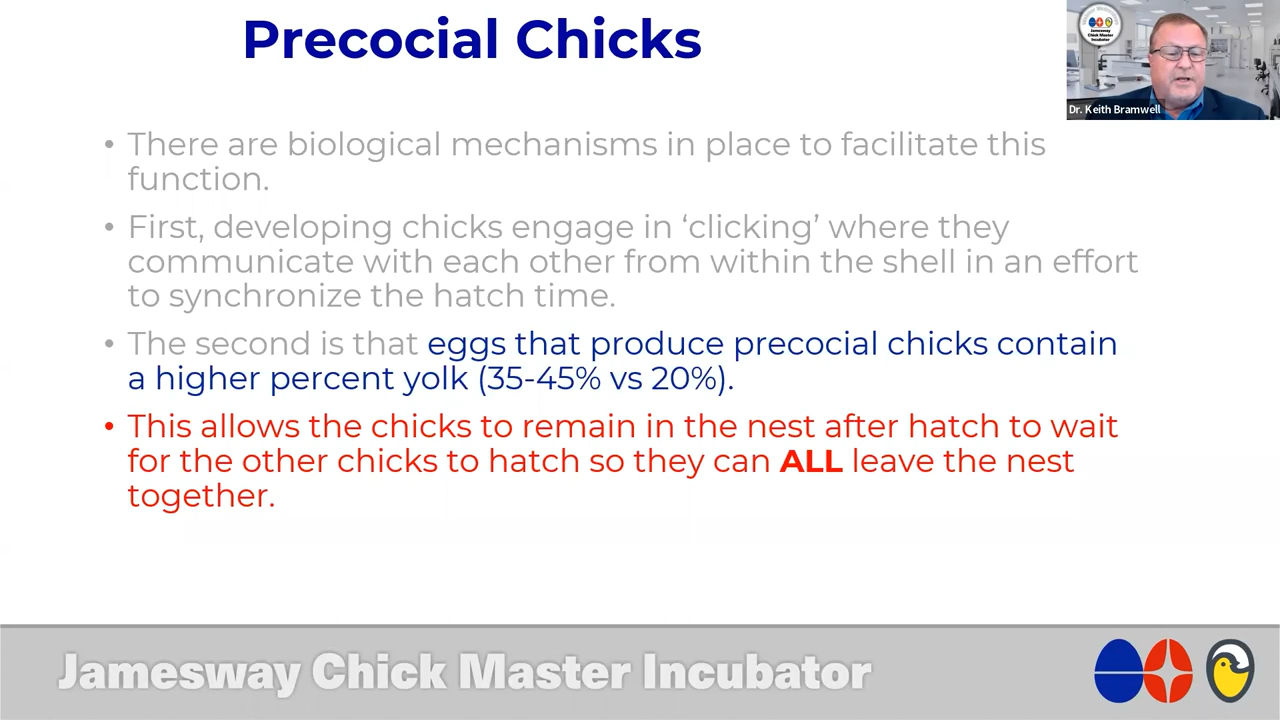 Precocial Chicks
Jamesway
Chick Master
Incubator
Dr. Keith Bramwell
• There are biological mechanisms in place to facilitate this
function.
• First, developing chicks engage in ‘clicking’ where they
communicate with each other from within the shell in an effort
to synchronize the hatch time.
• The second is that eggs that produce precocial chicks contain
a higher percent yolk (35-45% vs 20%).
• This allows the chicks to remain in the nest after hatch to wait
for the other chicks to hatch so they can ALL leave the nest
together.
Jamesway Chick Master Incubator